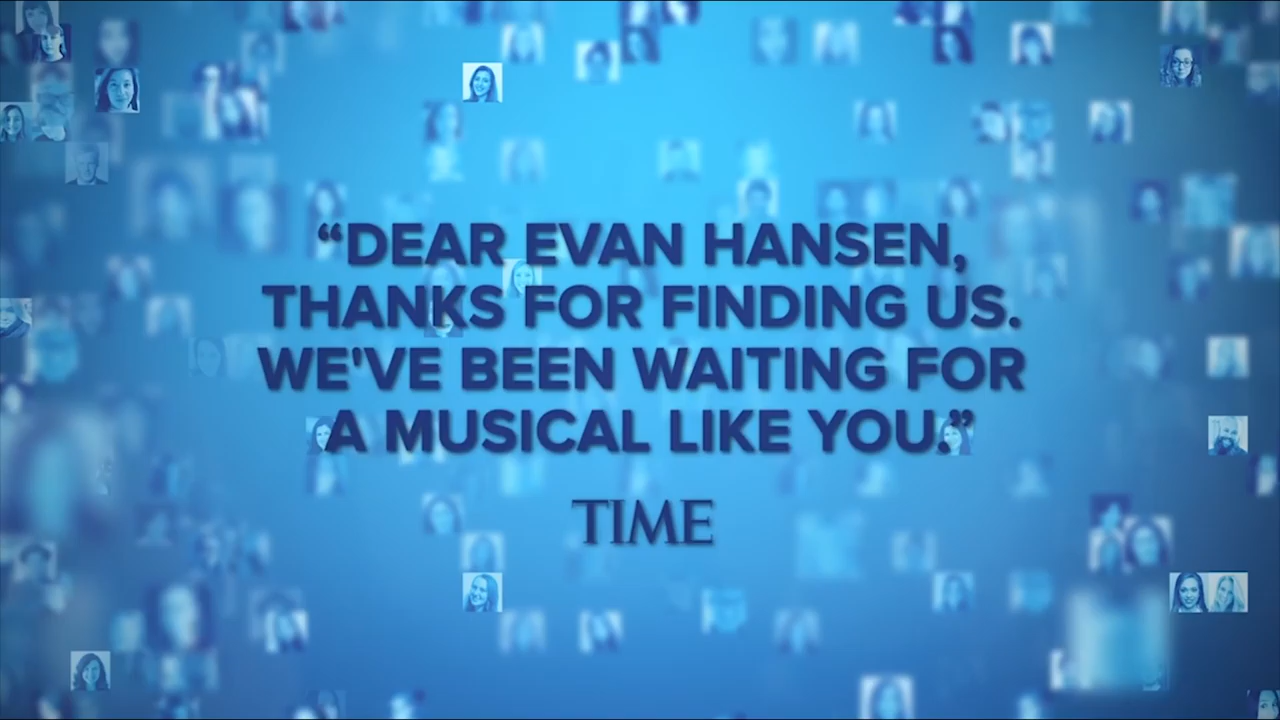 “DEAR EVAN HANSEN,
THANKS FOR FINDING US.
WE'VE BEEN WAITING FOR
A MUSICAL LIKE YOU.”
TIME